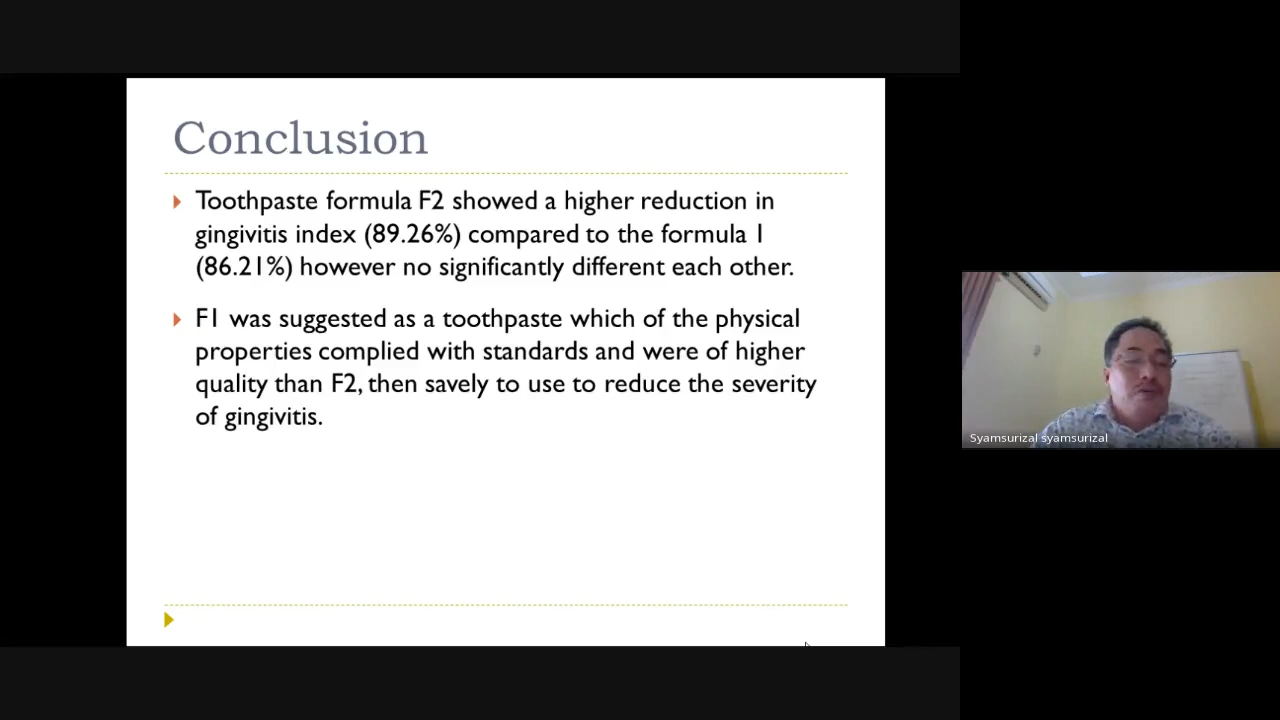 Conclusion
Toothpaste formula F2 showed a higher reduction in
gingivitis index (89.26%) compared to the formula 1
(86.21%) however no significantly different each other.
F1 was suggested as a toothpaste which of the physical
properties complied with standards and were of higher
quality than F2, then savely to use to reduce the severity
of gingivitis.
Syamsurizal syamsurizal